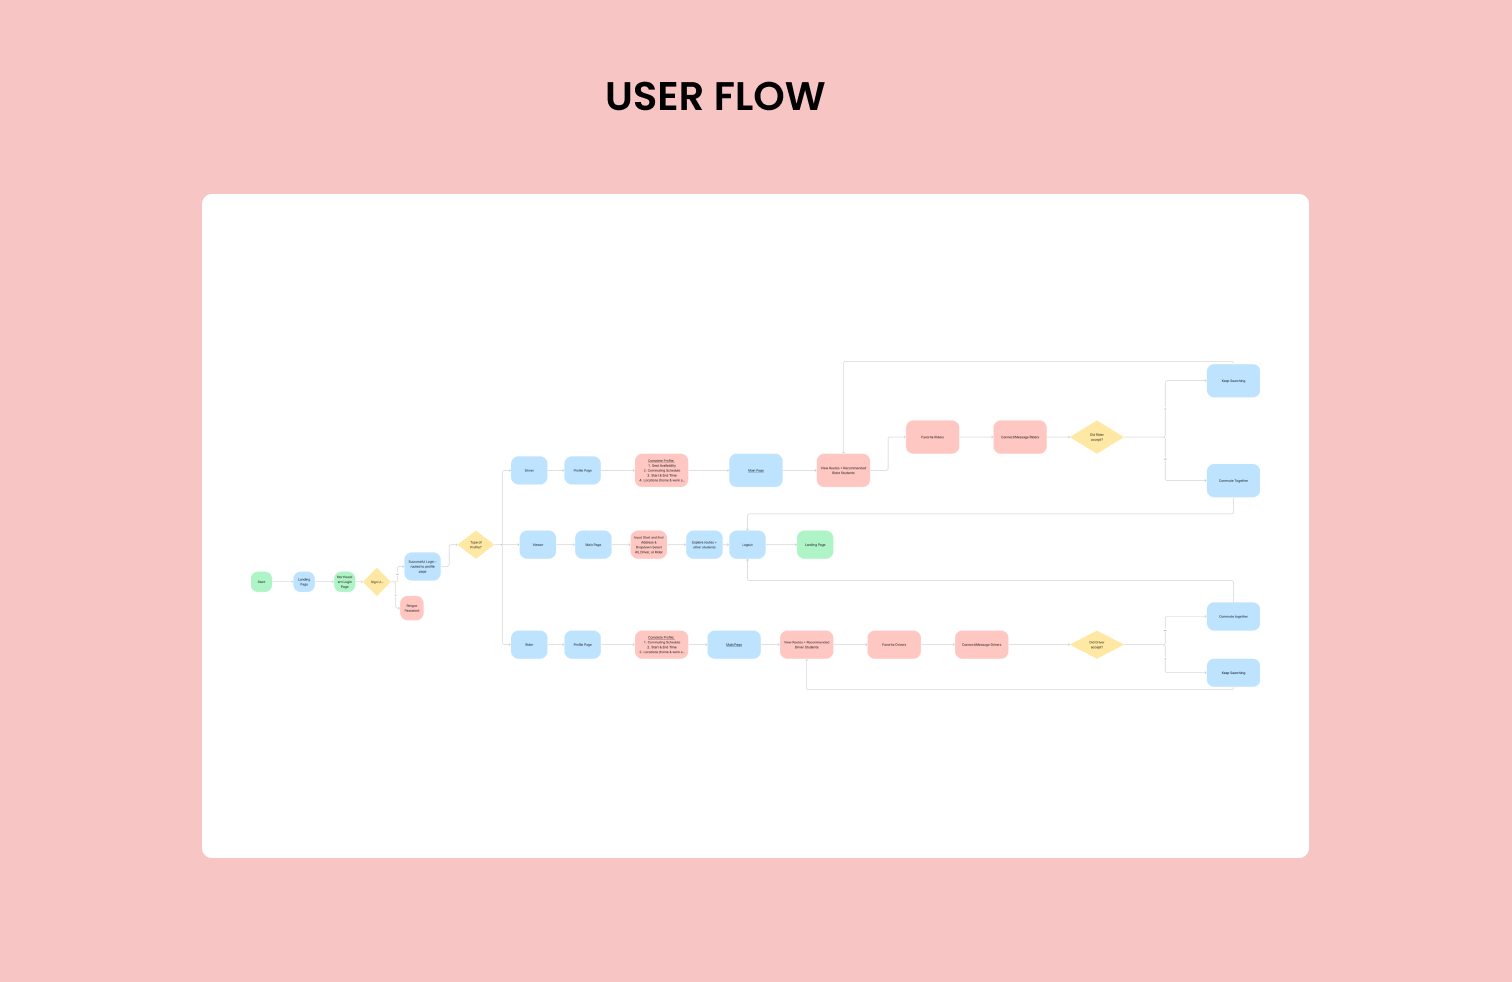 USER FLOW
Keep Searching
Favorite Riders
Connect/Message Riders
Did Rider
accept?
Driver
Profile Page
Complete Profile:
1. Seat Availability
2. Commuting Schedule
3. Start & End Time
4. Locations (home & work a...
Main Page
View Routes + Recommended
Rider Students
Commute Together
Type of
Profile?
Viewer
Main Page
Input Start and End
Address &
Dropdown Select
All, Driver, or Rider
Explore routes +
other students
Logout
Landing Page
Successful Login -
routed to profile
page
Start
Landing
Page
Northeast
ern Login
Page
Forgot
Password
Commute together
Rider
Profile Page
Complete Profile:
1. Commuting Schedule
2. Start & End Time
3. Locations (home & work a...
Main Page
View Routes + Recommended
Driver Students
Favorite Drivers
Connect/Message Drivers
Did Driver
accept?
Keep Searching